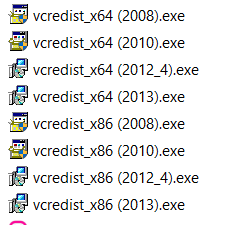 vcredist_x64 (2008).exe
vcredist_x64 (2010).exe
vcredist_x64 (2012_4).exe
vcredist_x64 (2013).exe
vcredist_x86 (2008).exe
vcredist_x86 (2010).exe
vcredist_x86 (2012_4).exe
vcredist_x86 (2013).exe